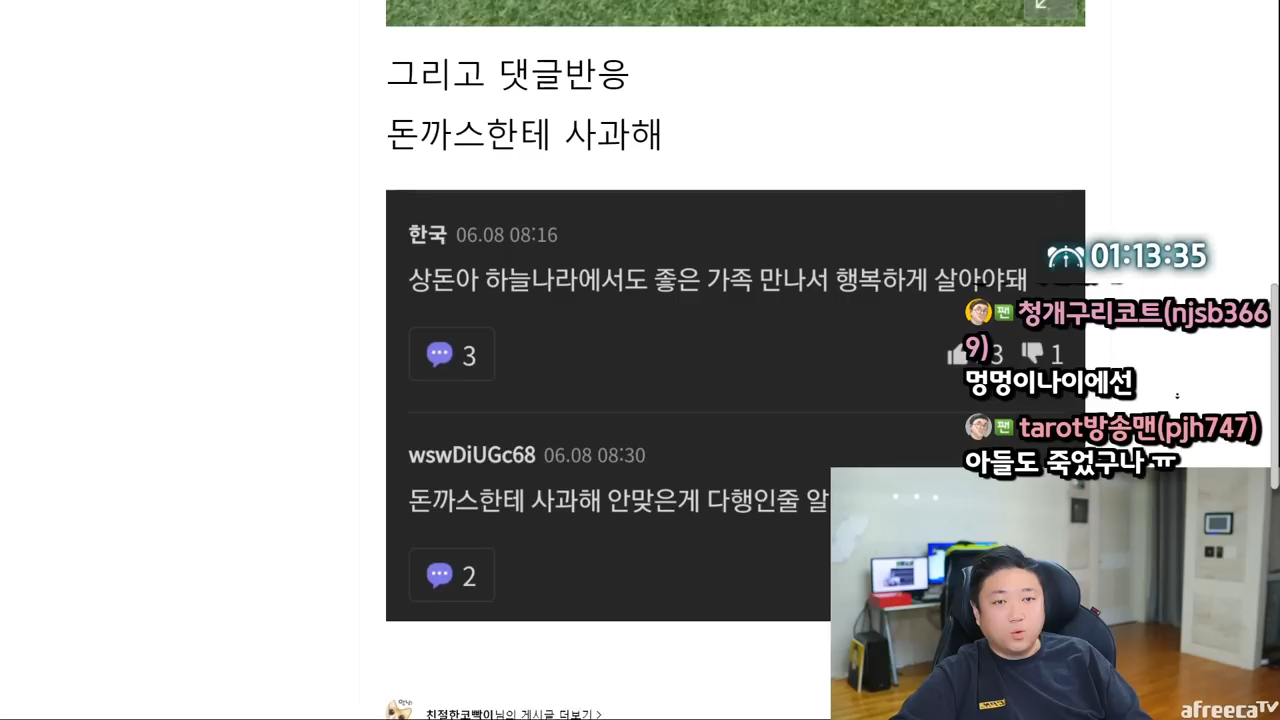 그리고 댓글반응
돈까스한테 사과해
한국 06.08 08:16
상돈아 하늘나라에서도 좋은 가족 만나서 행복하게 살아야돼
3
3 1
wswDiUGc68 06.08 08:30
돈까스한테 사과해 안맞은게 다행인줄 알
2
친절한코빡이님의 게시글 더보기 >
01:13:35
팬 청개구리코트(njsb366
9)
멍멍이나이에선
팬 tarot방송맨(pjh747)
아들도 죽었구나 ㅠ
afreecaTV